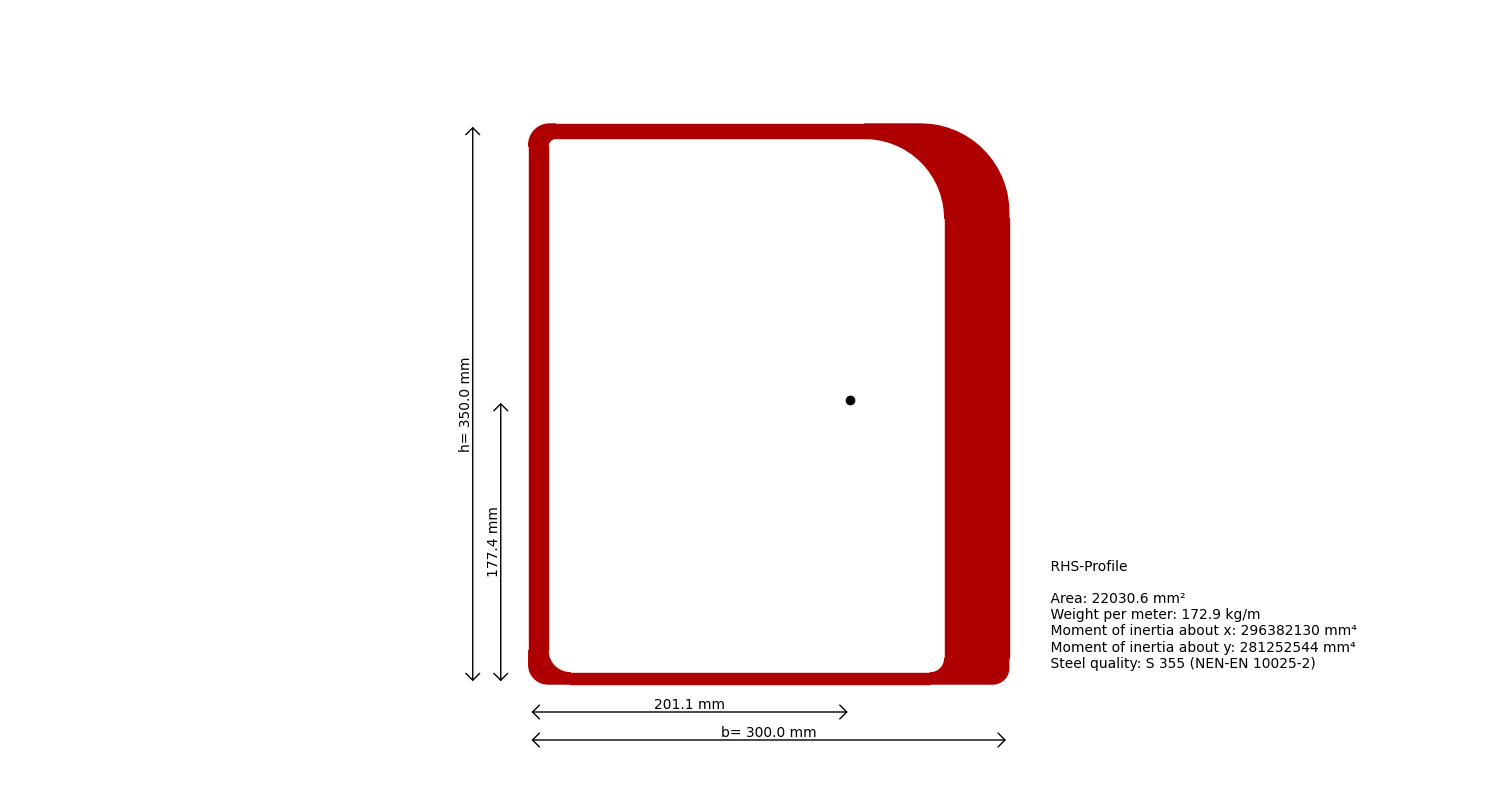 h= 350.0 mm
177.4 mm
201.1 mm
b= 300.0 mm
RHS-Profile
Area: 22030.6 mm²
Weight per meter: 172.9 kg/m
Moment of inertia about x: 296382130 mm⁴
Moment of inertia about y: 281252544 mm⁴
Steel quality: S 355 (NEN-EN 10025-2)